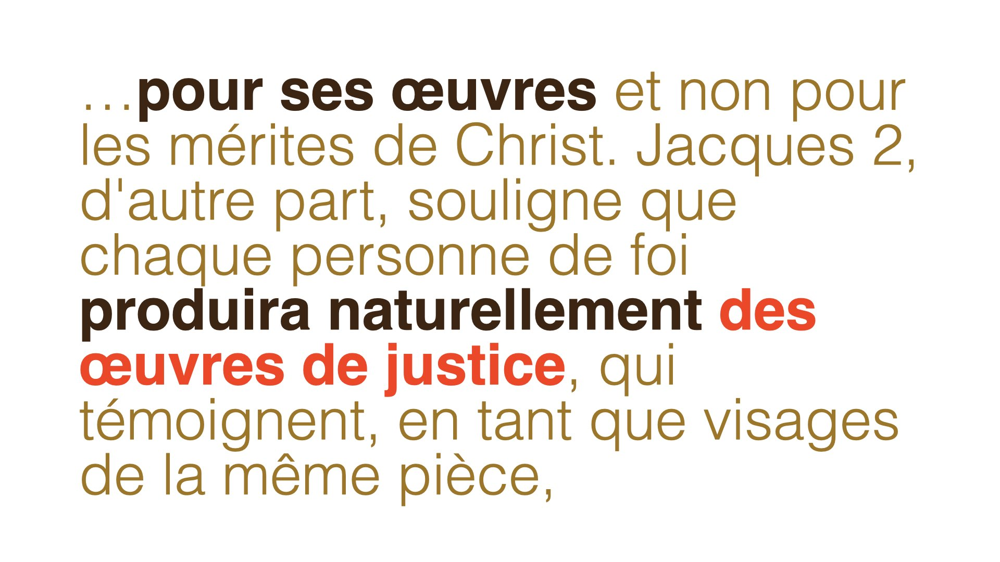 …pour ses œuvres et non pour
les mérites de Christ. Jacques 2,
d'autre part, souligne que
chaque personne de foi
produira naturellement des
œuvres de justice, qui
témoignent, en tant que visages
de la même pièce,